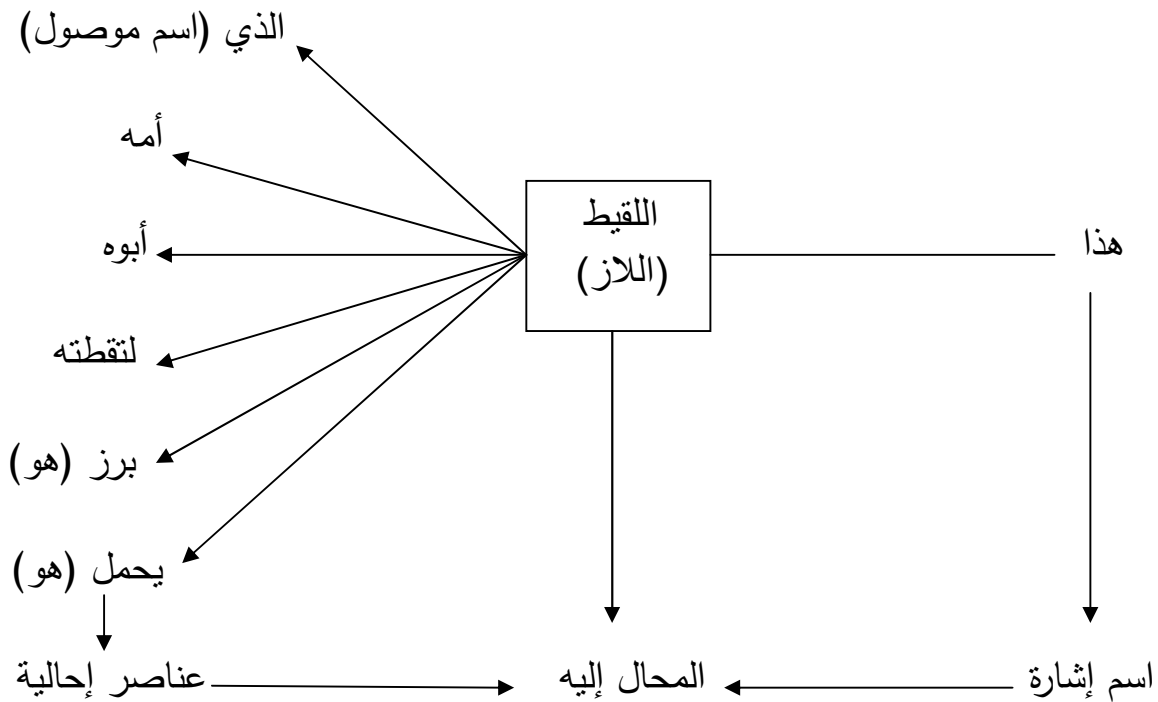 الذي (اسم موصول)
أمه
اللقيط
(اللاز)
هذا
أبوه
لتقطته
برز (هو)
يحمل (هو)
اسم إشارة
المحال إليه
عناصر إحالية